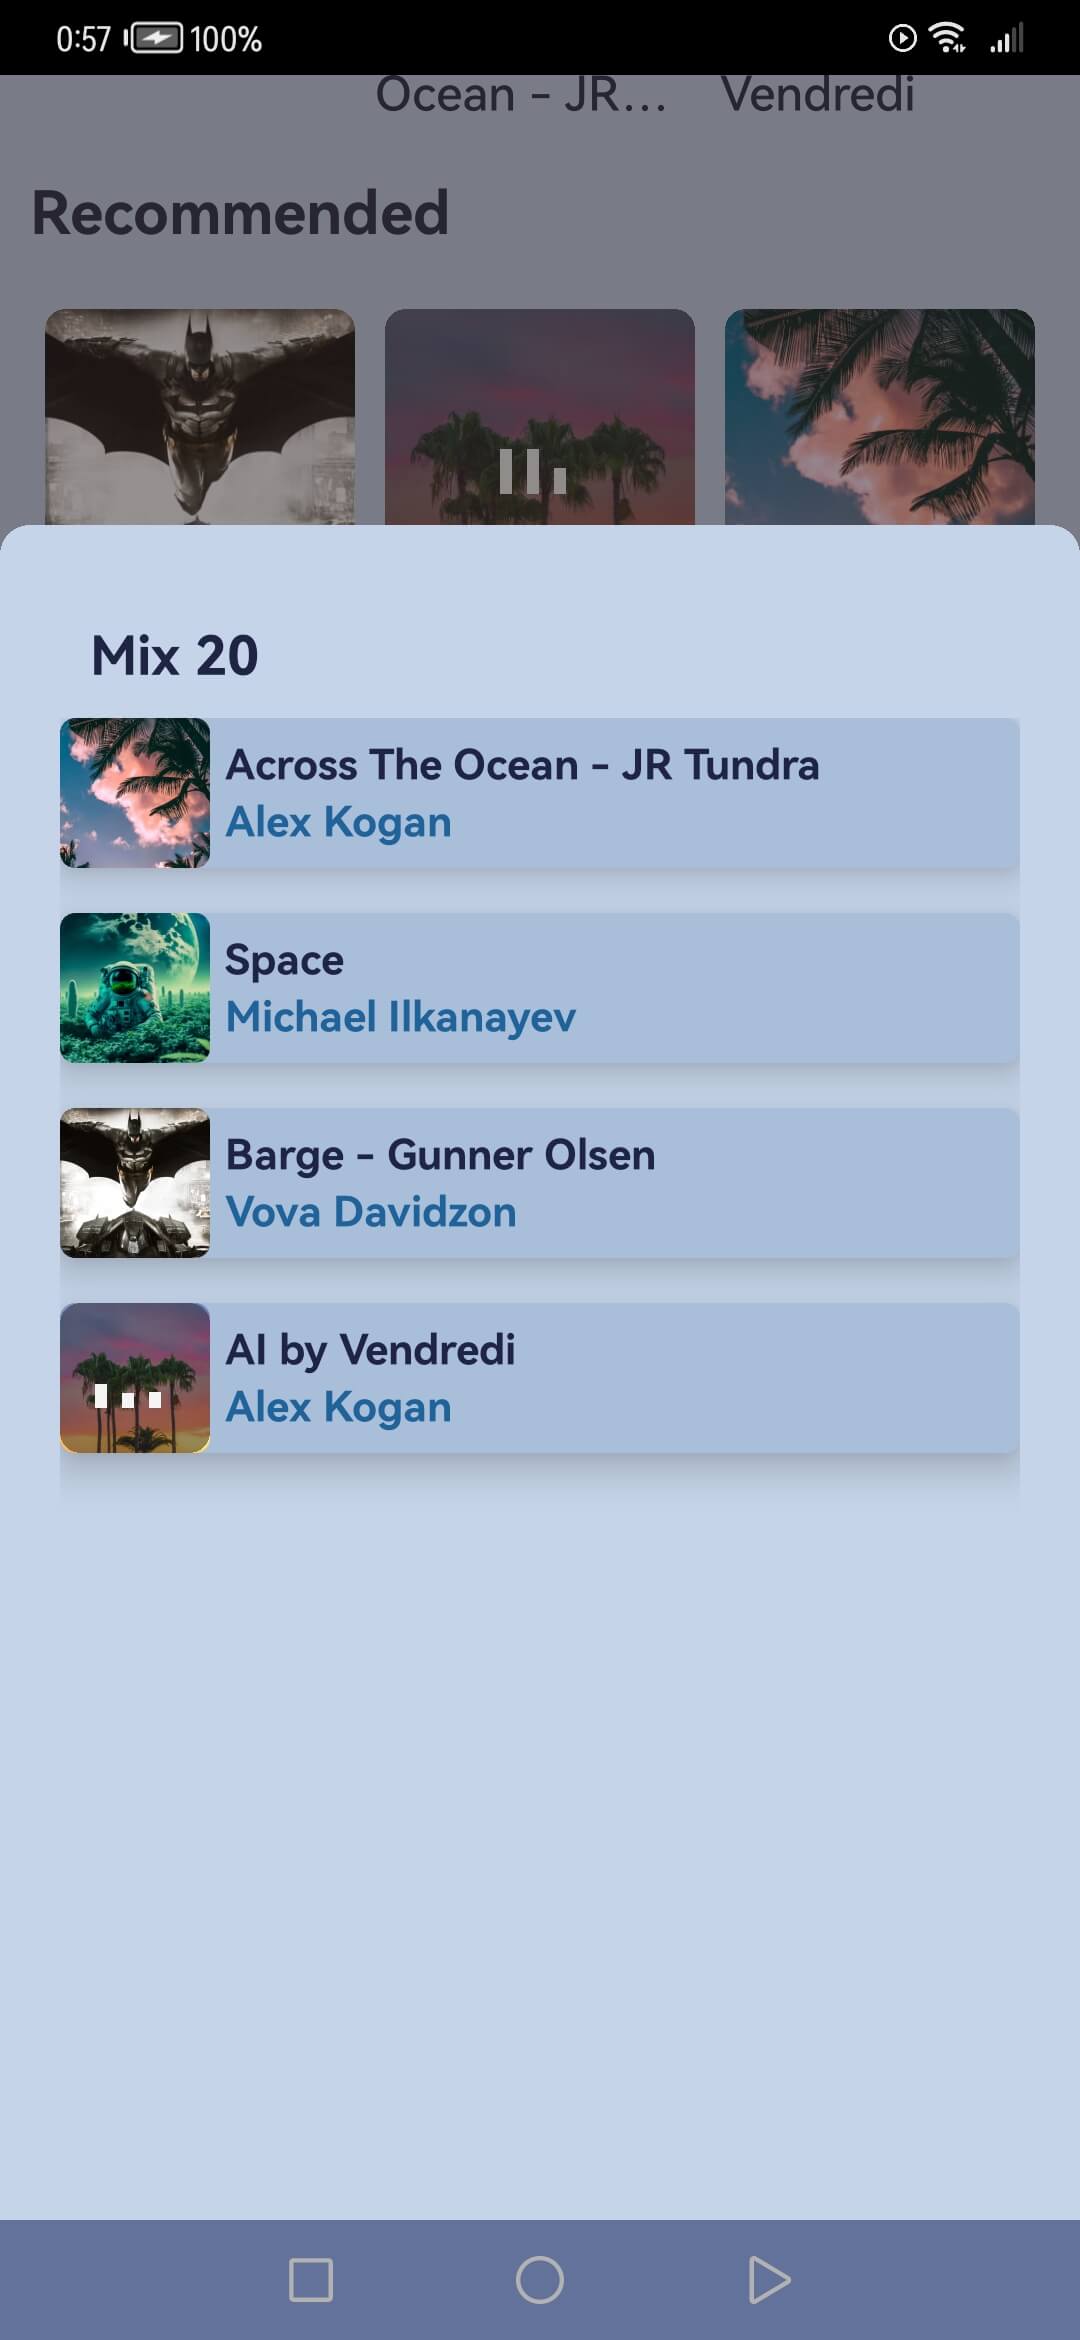 0:57 100%
Ocean - JR... Vendredi
Recommended
Mix 20
Across The Ocean - JR Tundra
Alex Kogan
Space
Michael Ilkanayev
Barge - Gunner Olsen
Vova Davidzon
AI by Vendredi
Alex Kogan